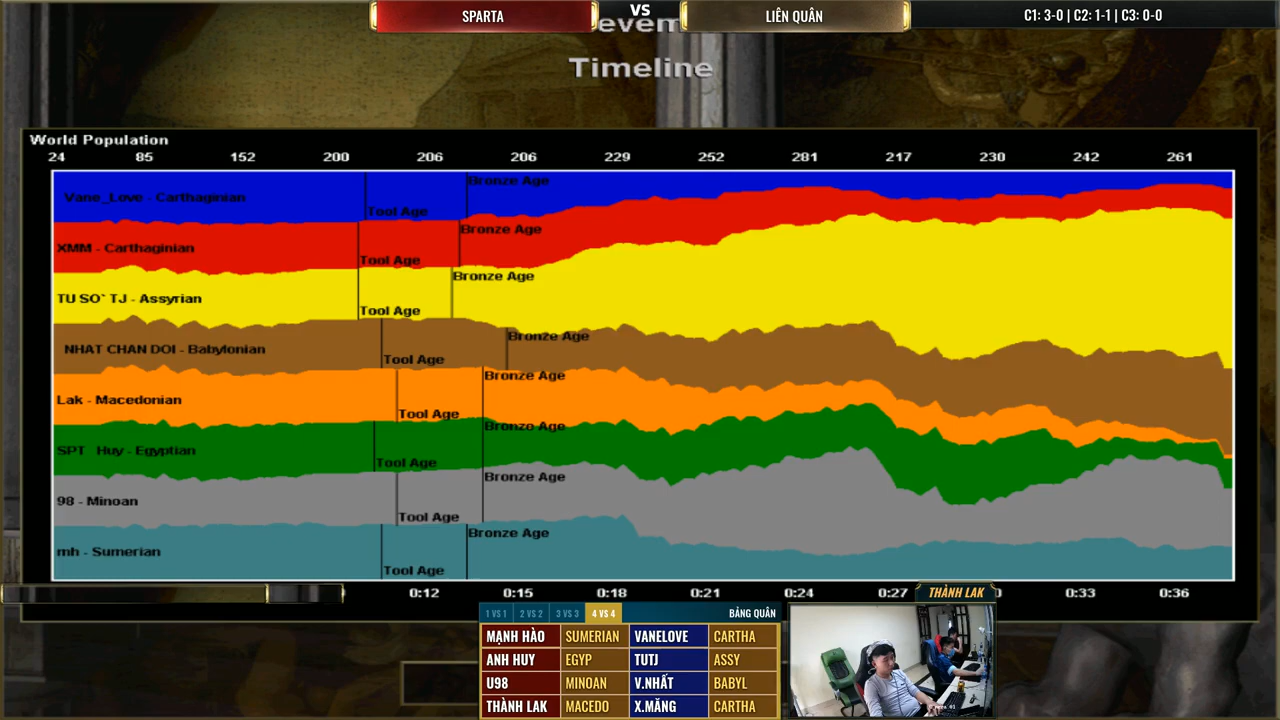 SPARTA
VS
LIÊN QUÂN
C1: 3-0 | C2: 1-1 | C3: 0-0
evem
Timeline
World Population
24 85 152 200 206 206 229 252 281 217 230 242 261
Vane_Love - Carthaginian
Tool Age
Bronze Age
XMM - Carthaginian
Tool Age
Bronze Age
TU SO` TJ - Assyrian
Tool Age
Bronze Age
NHAT CHAN DOI - Babylonian
Tool Age
Bronze Age
Lak - Macedonian
Tool Age
Bronze Age
SPT Huy - Egyptian
Tool Age
Bronze Age
98 - Minoan
Tool Age
Bronze Age
mh - Sumerian
Tool Age
Bronze Age
0:12 0:15 0:18 0:21 0:24 0:27 0 0:33 0:36
THÀNH LAK
1 VS 1 2 VS 2 3 VS 3 4 VS 4 BẢNG QUÂN
MẠNH HÀO SUMERIAN VANELOVE CARTHA
ANH HUY EGYP TUTJ ASSY
U98 MINOAN V.NHẤT BABYL
THÀNH LAK MACEDO X.MĂNG CARTHA